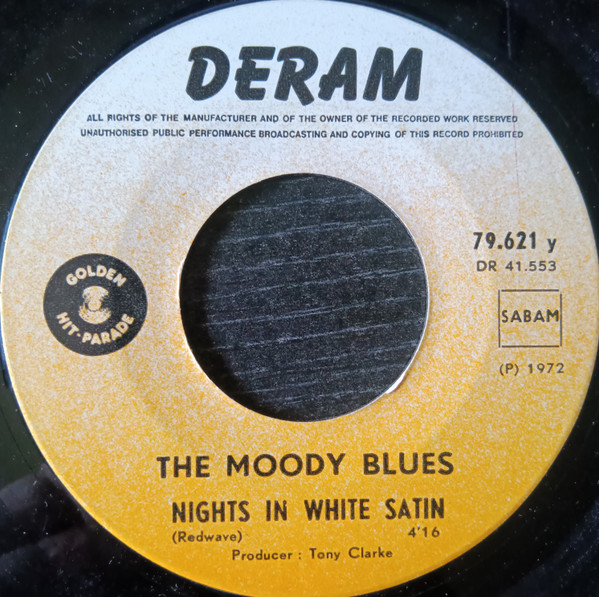 DERAM
ALL RIGHTS OF THE MANUFACTURER AND OF THE OWNER OF THE RECORDED WORK RESERVED
UNAUTHORISED PUBLIC PERFORMANCE BROADCASTING AND COPYING OF THIS RECORD PROHIBITED
79.621 y
DR 41.553
GOLDEN
HIT-PARADE
SABAM
(P) 1972
THE MOODY BLUES
NIGHTS IN WHITE SATIN
(Redwave) 4'16
Producer : Tony Clarke